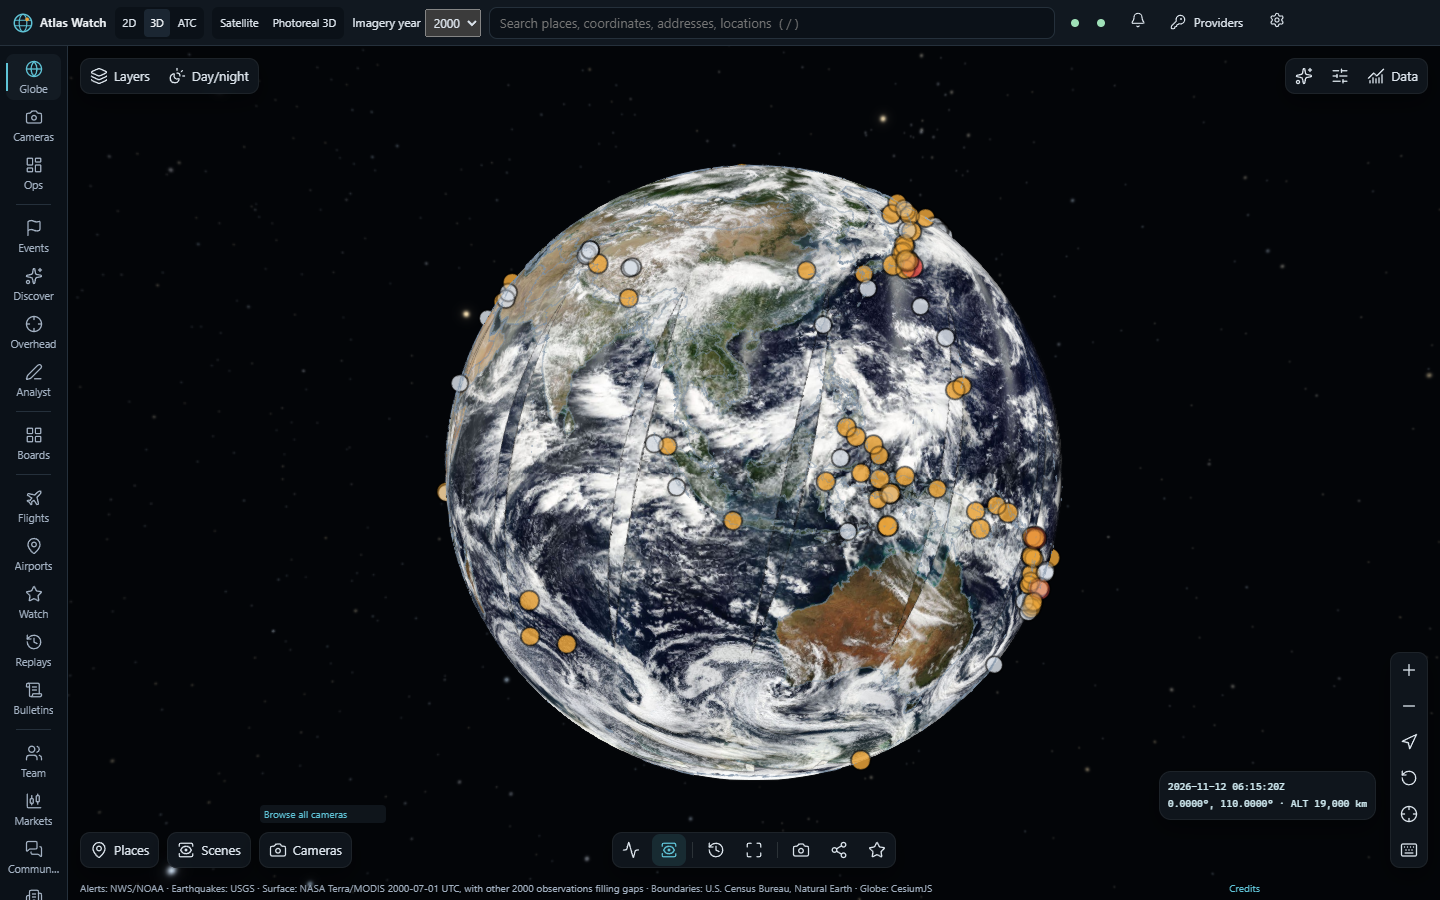 Atlas Watch
2D
3D
ATC
Satellite
Photoreal 3D
Imagery year
2000
Search places, coordinates, addresses, locations ( / )
Providers
Globe
Cameras
Ops
Events
Discover
Overhead
Analyst
Boards
Flights
Airports
Watch
Replays
Bulletins
Team
Markets
Commun...
Layers
Day/night
Data
2026-11-12 06:15:20Z
0.0000°, 110.0000° · ALT 19,000 km
Browse all cameras
Places
Scenes
Cameras
Alerts: NWS/NOAA · Earthquakes: USGS · Surface: NASA Terra/MODIS 2000-07-01 UTC, with other 2000 observations filling gaps · Boundaries: U.S. Census Bureau, Natural Earth · Globe: CesiumJS
Credits